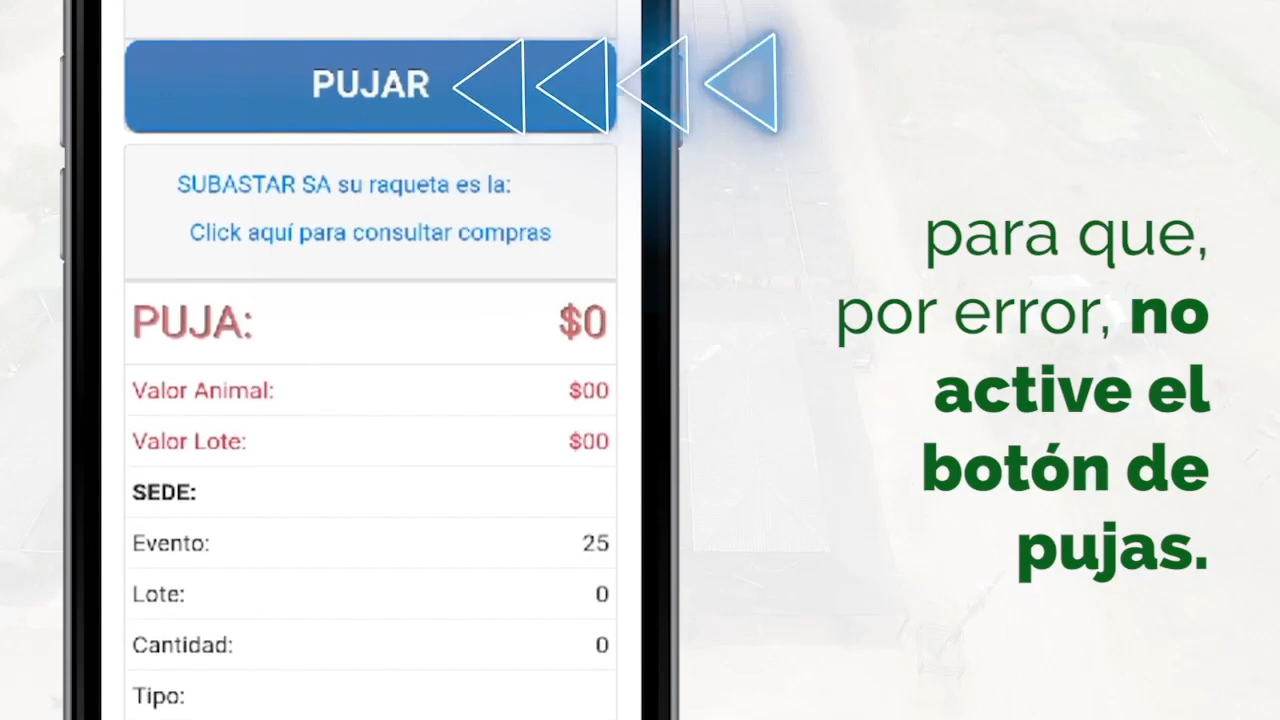 PUJAR
SUBASTAR SA su raqueta es la:
Click aquí para consultar compras
PUJA: $0
Valor Animal: $00
Valor Lote: $00
SEDE:
Evento: 25
Lote: 0
Cantidad: 0
Tipo:
para que,
por error, no
active el
botón de
pujas.